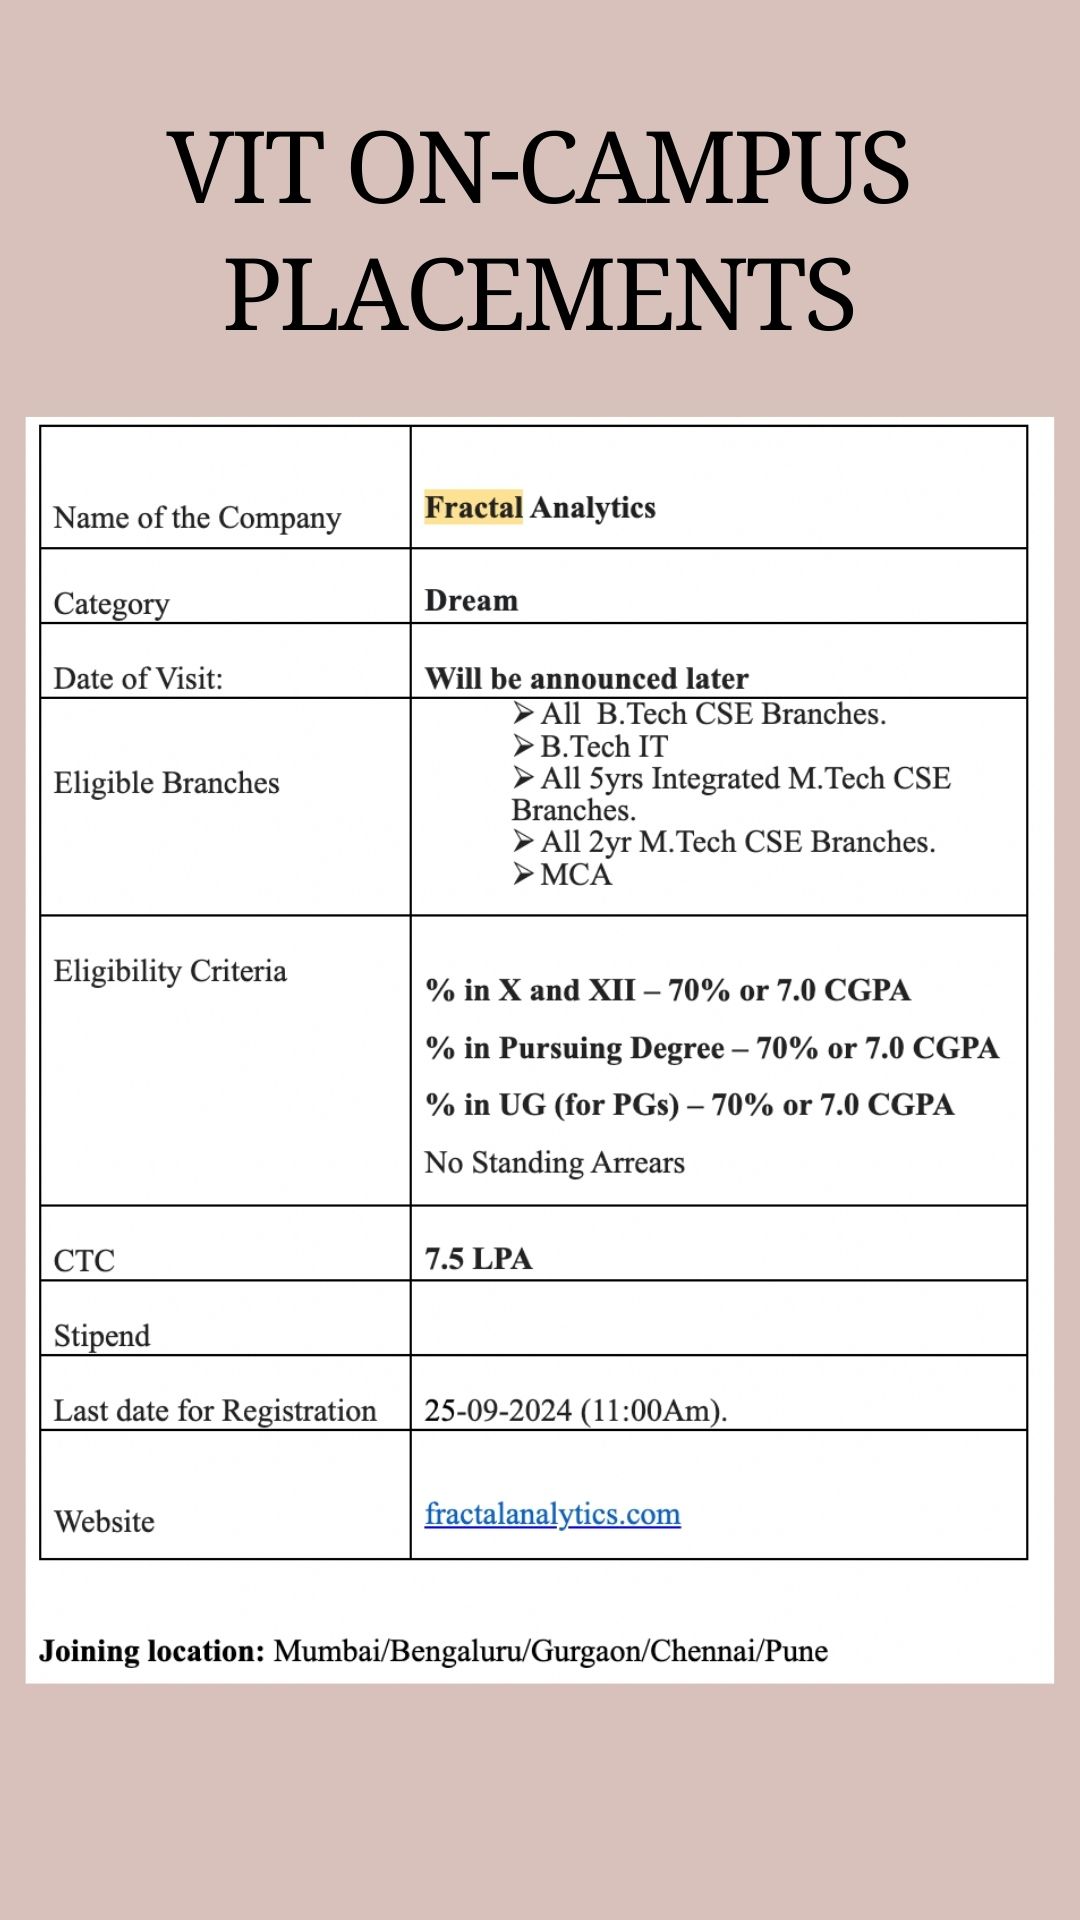 VIT ON-CAMPUS
PLACEMENTS
Name of the Company
Fractal Analytics
Category
Dream
Date of Visit:
Will be announced later
Eligible Branches
➢ All  B.Tech CSE Branches.
➢ B.Tech IT
➢ All 5yrs Integrated M.Tech CSE
Branches.
➢ All 2yr M.Tech CSE Branches.
➢ MCA
Eligibility Criteria
% in X and XII – 70% or 7.0 CGPA
% in Pursuing Degree – 70% or 7.0 CGPA
% in UG (for PGs) – 70% or 7.0 CGPA
No Standing Arrears
CTC
7.5 LPA
Stipend
Last date for Registration
25-09-2024 (11:00Am).
Website
fractalanalytics.com
Joining location: Mumbai/Bengaluru/Gurgaon/Chennai/Pune